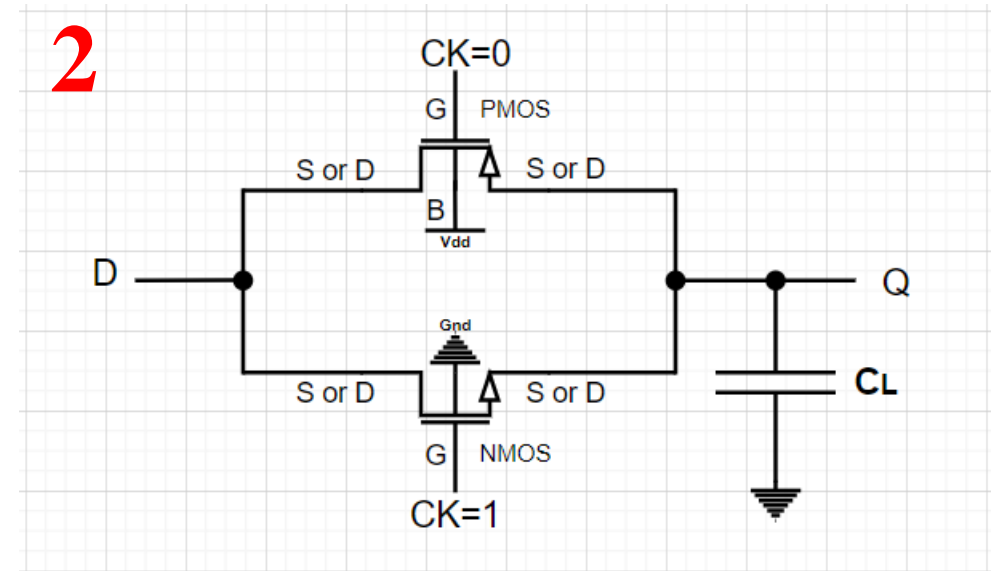 2
CK=0
G PMOS
S or D S or D
B
Vdd
D Q
Gnd
S or D S or D
CL
G NMOS
CK=1